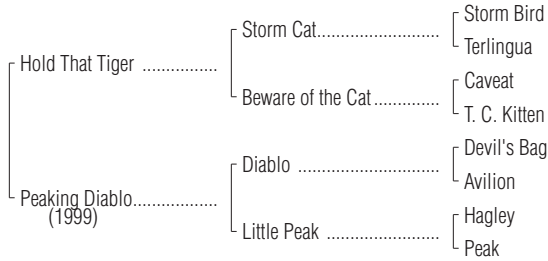 Storm Bird
Storm Cat
Terlingua
Hold That Tiger
Caveat
Beware of the Cat
T. C. Kitten
Devil's Bag
Diablo
Avilion
Peaking Diablo
(1999)
Hagley
Little Peak
Peak